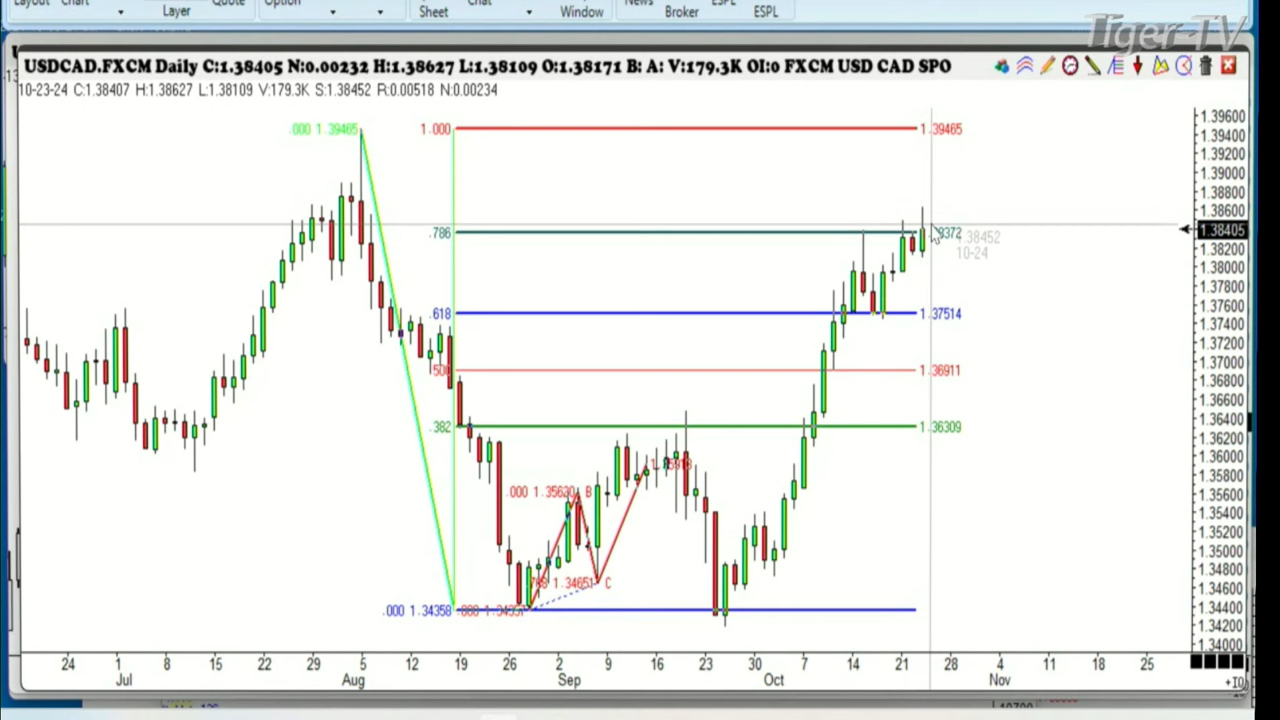 Layout Chart Quote Option Chat News ESPL
Layer Sheet Window Broker ESPL
Tiger-TV
USDCAD.FXCM Daily C:1.38405 N:0.00232 H:1.38627 L:1.38109 O:1.38171 B: A: V:179.3K OI:0 FXCM USD CAD SPO
10-23-24 C:1.38407 H:1.38627 L:1.38109 V:179.3K S:1.38452 R:0.00518 N:0.00234
1.39600
.000 1.39465 1.000 1.39465 1.39400
1.39200
1.39000
1.38800
1.38600
1.38405
.786 1.38452
10-24
1.38200
1.38000
1.37800
1.37600
.618 1.37514
1.37400
1.37200
1.37000
1.36911
1.36800
1.36600
1.36400
.382 1.36309
1.36200
1.36000
1.35800
.000 1.35630 B 1.35600
1.35400
1.35200
1.35000
1.34800
1.34651 C 1.34600
.000 1.34358 1.34400
1.34200
1.34000
24 1 8 15 22 29 5 12 19 26 2 9 16 23 30 7 14 21 28 4 11 18 25
Jul Aug Sep Oct Nov